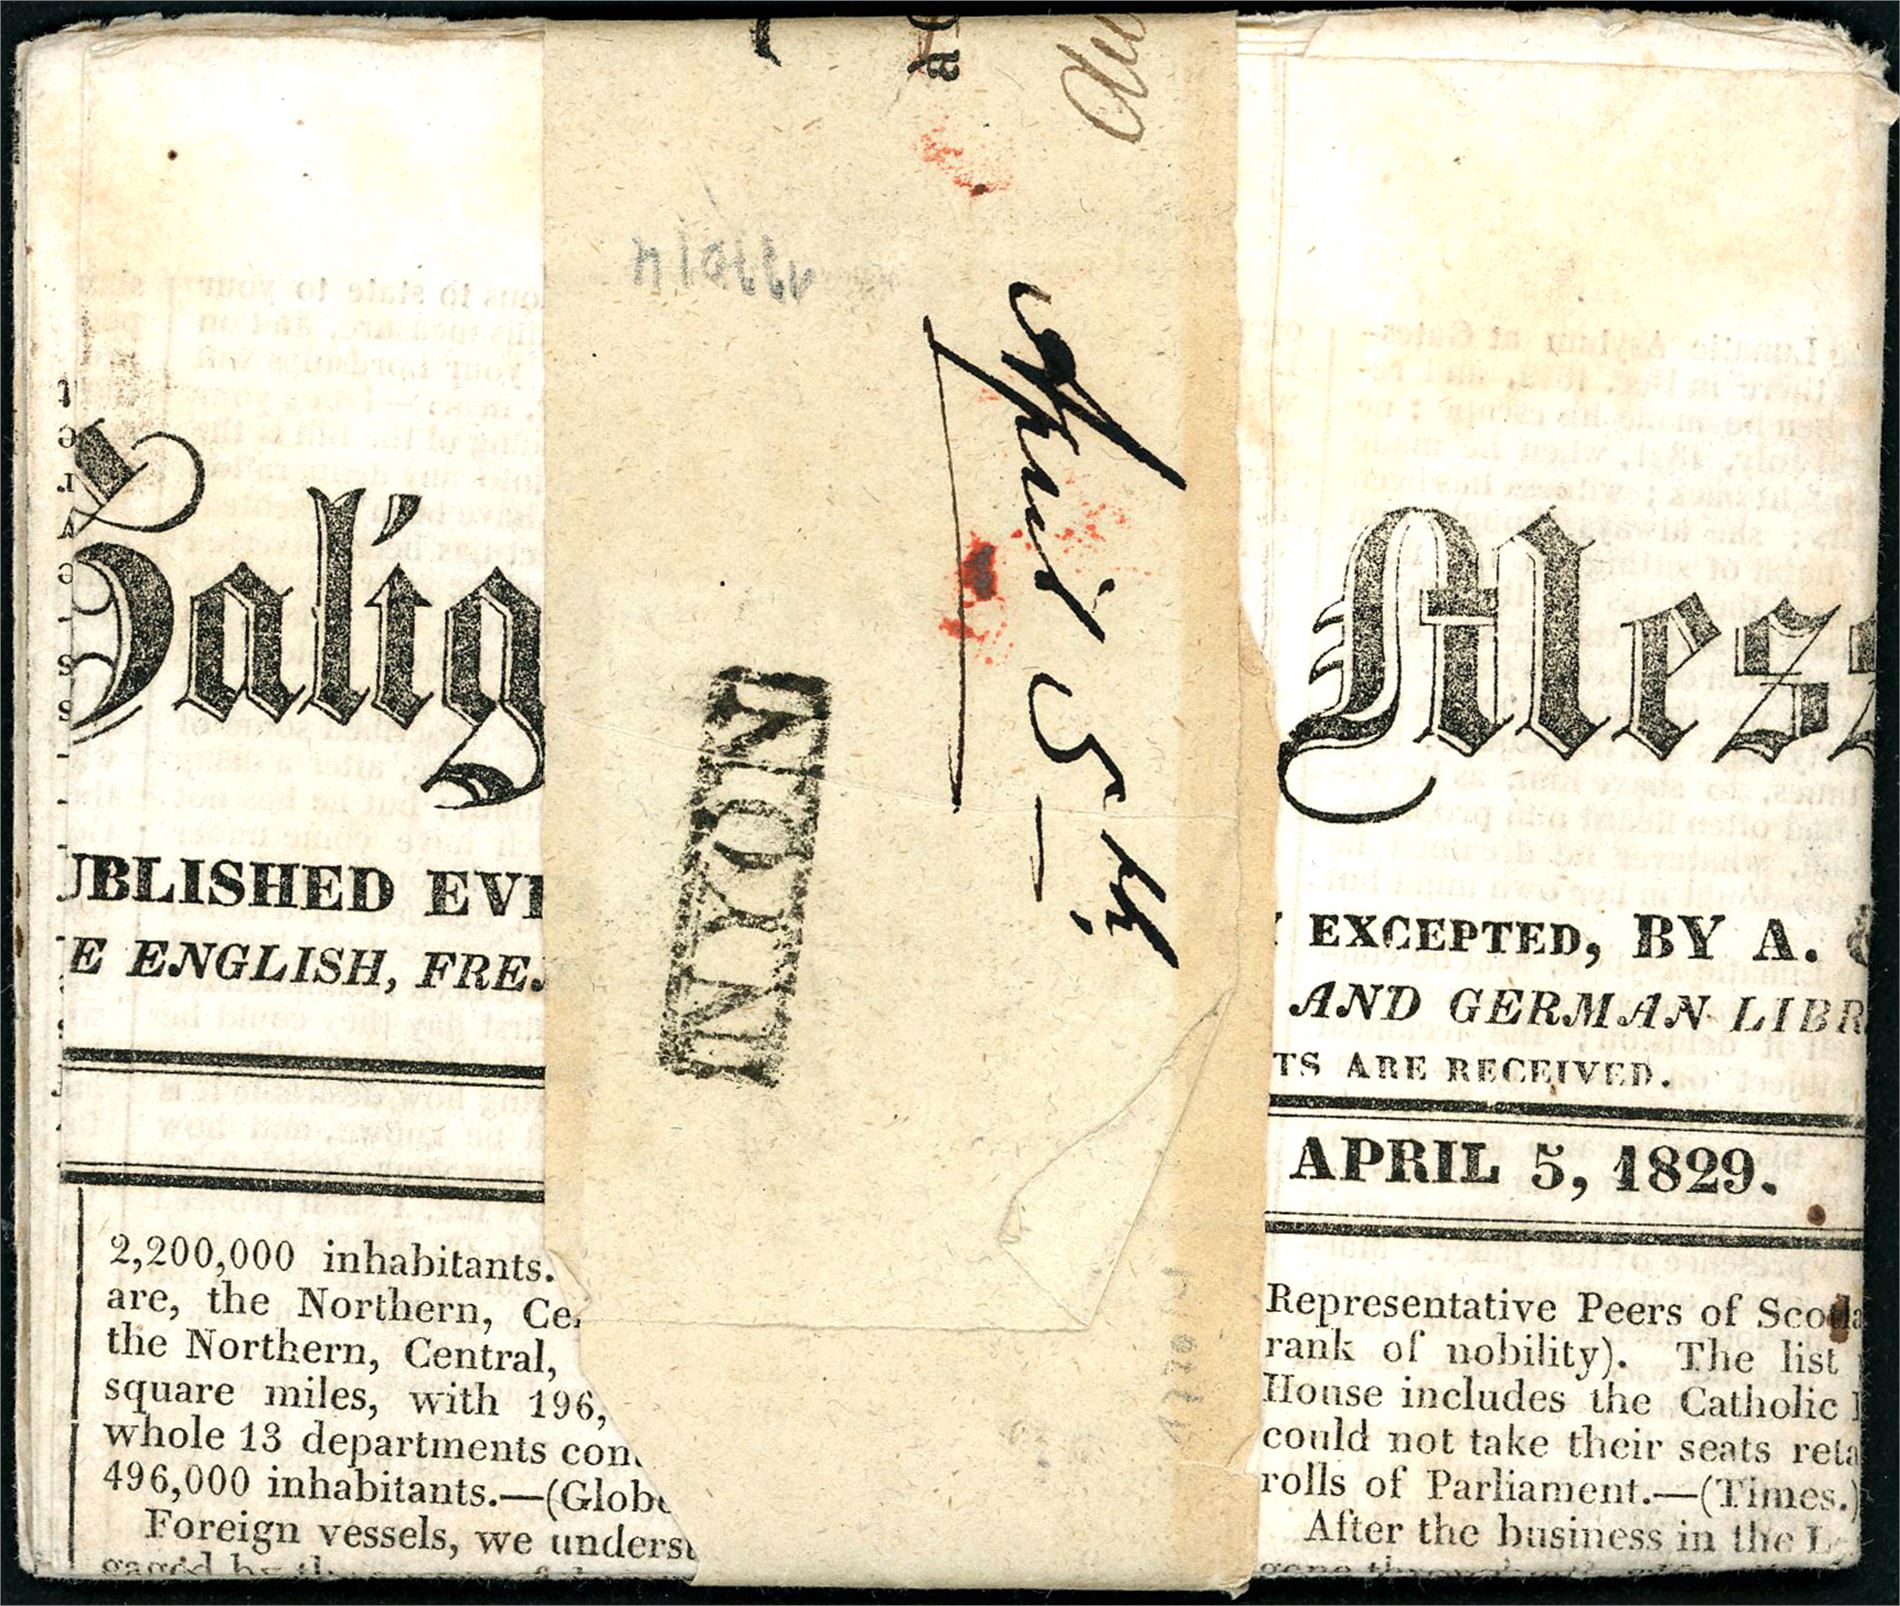 Galig
Mess
UBLISHED EVE
Y EXCEPTED, BY A. &
E ENGLISH, FRE
AND GERMAN LIBR
TS ARE RECEIVED.
APRIL 5, 1829.
2,200,000 inhabitants.
are, the Northern, Ce
the Northern, Central,
square miles, with 196,
whole 13 departments con
496,000 inhabitants.—(Globe
Foreign vessels, we underst
April 5th
NYON
Representative Peers of Scotla
rank of nobility). The list
House includes the Catholic
could not take their seats reta
rolls of Parliament.—(Times.)
After the business in the L